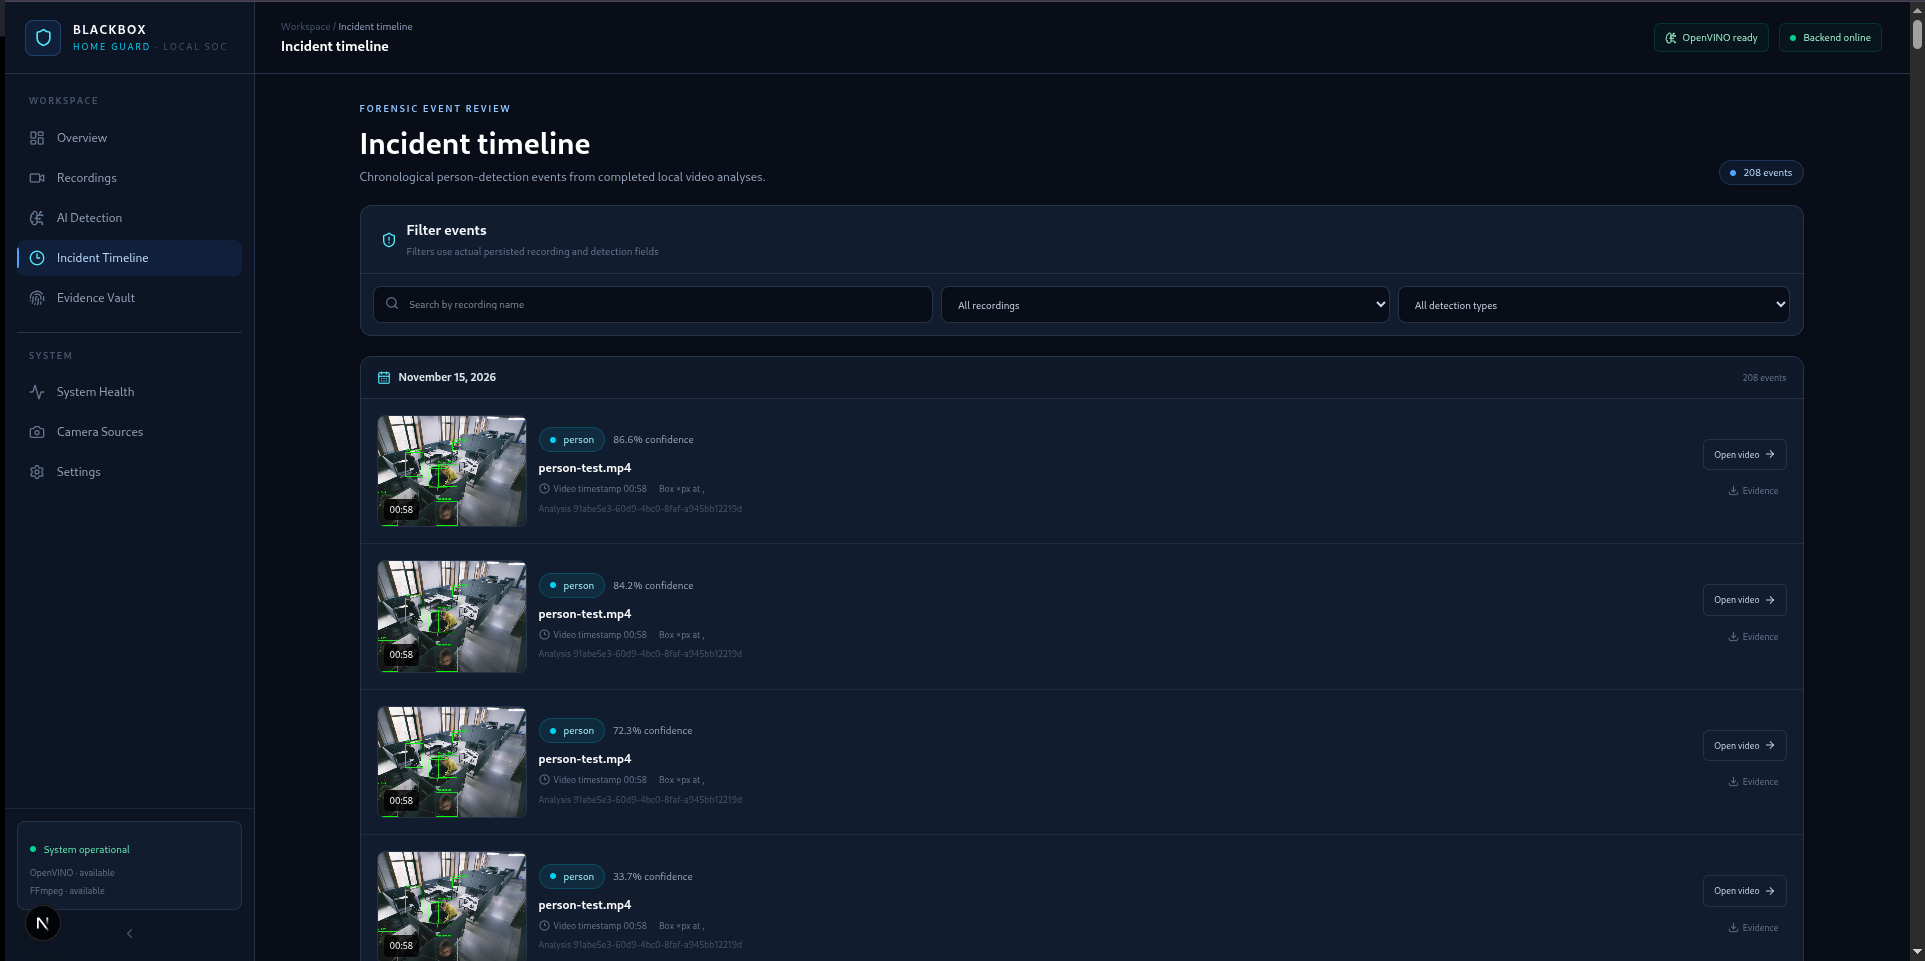 BLACKBOX
HOME GUARD · LOCAL SOC
WORKSPACE
Overview
Recordings
AI Detection
Incident Timeline
Evidence Vault
SYSTEM
System Health
Camera Sources
Settings
System operational
OpenVINO · available
FFmpeg · available
N
Workspace / Incident timeline
Incident timeline
OpenVINO ready
Backend online
FORENSIC EVENT REVIEW
Incident timeline
Chronological person-detection events from completed local video analyses.
208 events
Filter events
Filters use actual persisted recording and detection fields
Search by recording name
All recordings
All detection types
November 15, 2026
208 events
00:58
person
86.6% confidence
person-test.mp4
Video timestamp 00:58 Box ×px at ,
Analysis 91abe5e3-60d9-4bc0-8faf-a945bb12219d
Open video
Evidence
00:58
person
84.2% confidence
person-test.mp4
Video timestamp 00:58 Box ×px at ,
Analysis 91abe5e3-60d9-4bc0-8faf-a945bb12219d
Open video
Evidence
00:58
person
72.3% confidence
person-test.mp4
Video timestamp 00:58 Box ×px at ,
Analysis 91abe5e3-60d9-4bc0-8faf-a945bb12219d
Open video
Evidence
00:58
person
33.7% confidence
person-test.mp4
Video timestamp 00:58 Box ×px at ,
Analysis 91abe5e3-60d9-4bc0-8faf-a945bb12219d
Open video
Evidence